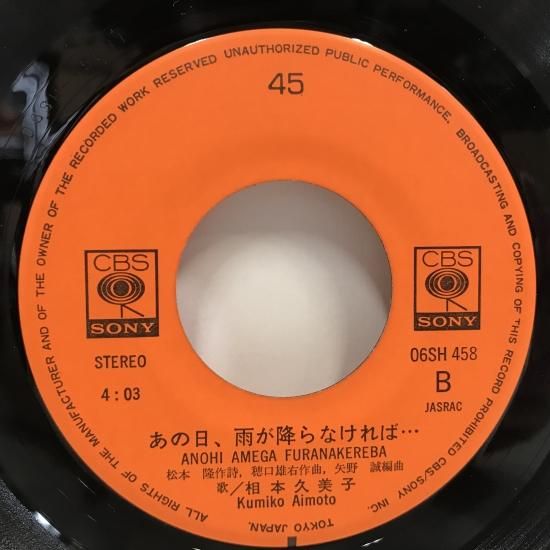 ALL RIGHTS OF THE MANUFACTURER AND OF THE OWNER OF THE RECORDED WORK RESERVED UNAUTHORIZED PUBLIC PERFORMANCE, BROADCASTING AND COPYING OF THIS RECORD PROHIBITED CBS/SONY INC. TOKYO JAPAN.
45
CBS
SONY
STEREO
4:03
CBS
SONY
06SH 458
B
JASRAC
あの日、雨が降らなければ…
ANOHI AMEGA FURANAKEREBA
松本 隆作詩, 穂口雄右作曲, 矢野 誠編曲
歌/相本久美子
Kumiko Aimoto